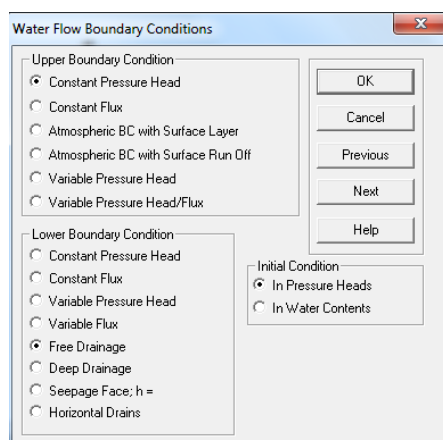 Water Flow Boundary Conditions
x
Upper Boundary Condition
Constant Pressure Head
Constant Flux
Atmospheric BC with Surface Layer
Atmospheric BC with Surface Run Off
Variable Pressure Head
Variable Pressure Head/Flux
OK
Cancel
Previous
Next
Help
Lower Boundary Condition
Constant Pressure Head
Constant Flux
Variable Pressure Head
Variable Flux
Free Drainage
Deep Drainage
Seepage Face; h =
Horizontal Drains
Initial Condition
In Pressure Heads
In Water Contents